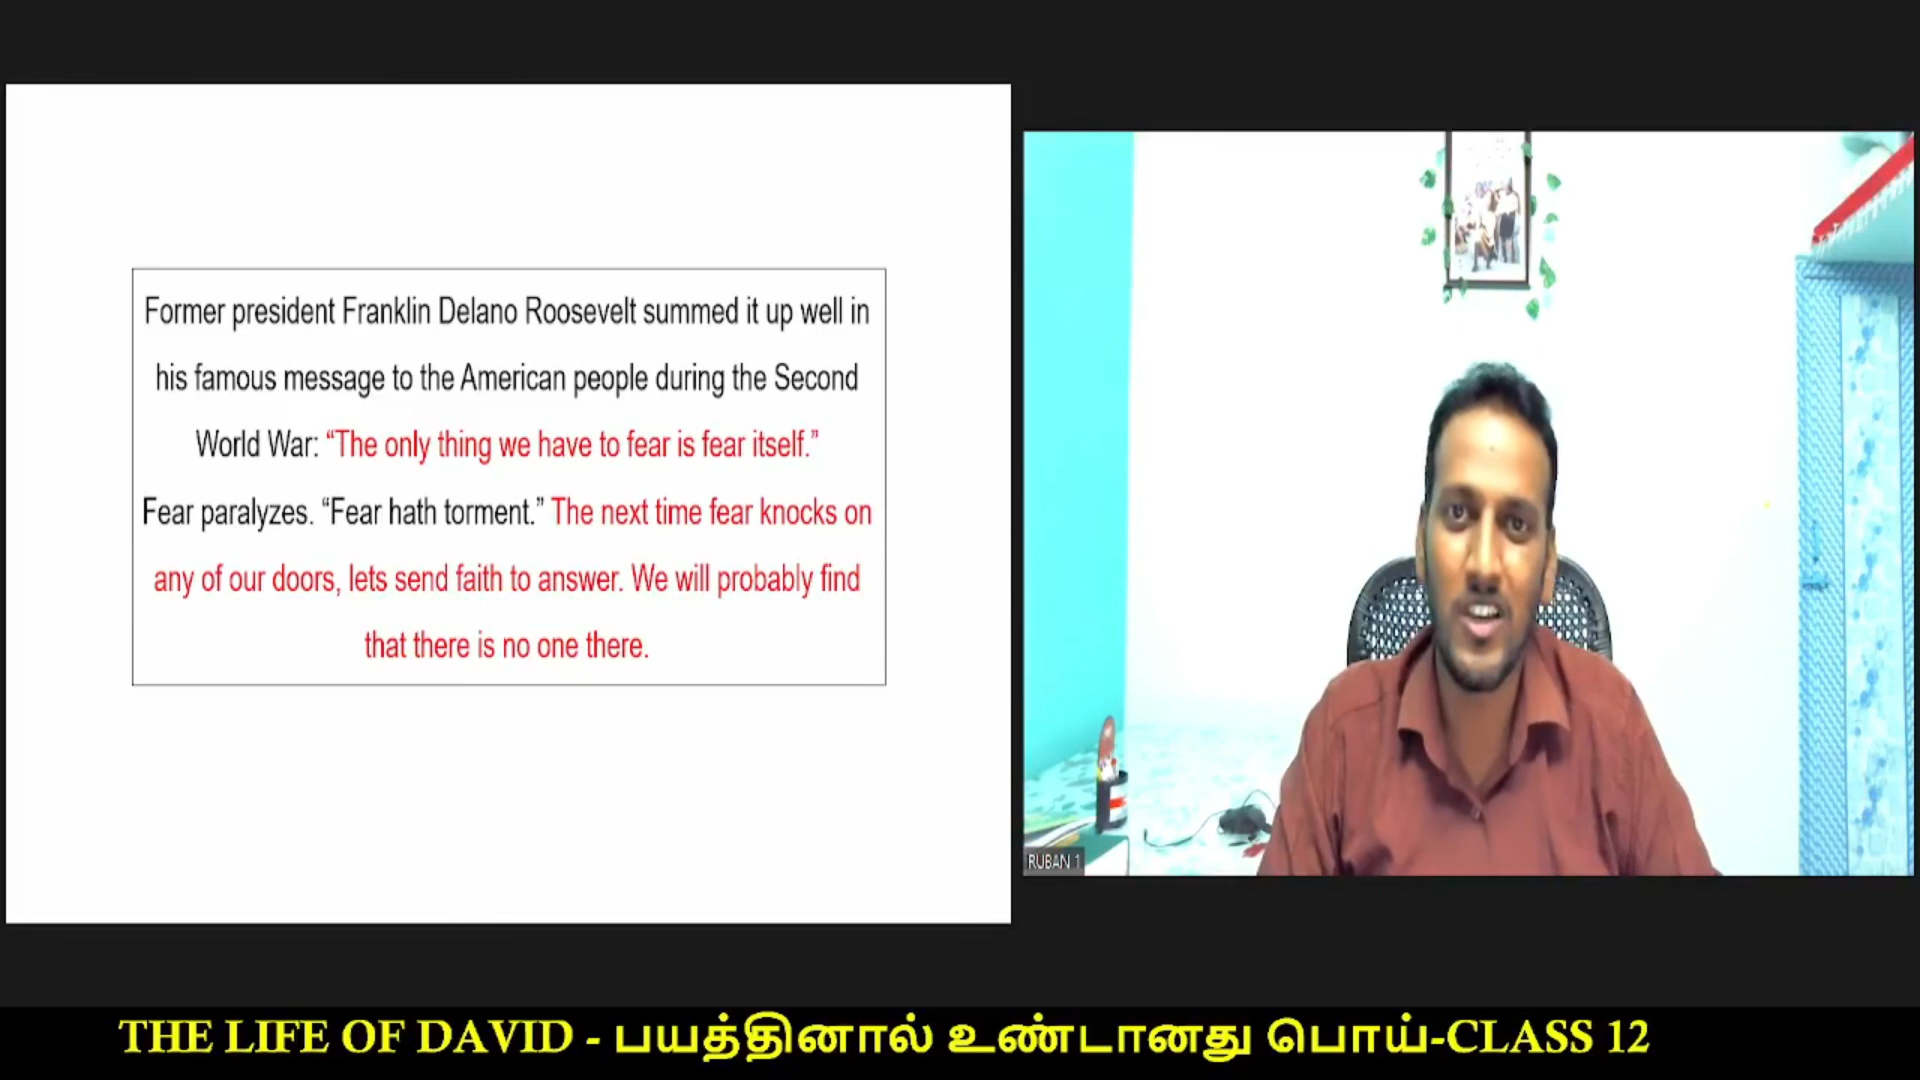 Former president Franklin Delano Roosevelt summed it up well in
his famous message to the American people during the Second
World War: “The only thing we have to fear is fear itself.”
Fear paralyzes. “Fear hath torment.” The next time fear knocks on
any of our doors, lets send faith to answer. We will probably find
that there is no one there.
RUBAN 1
THE LIFE OF DAVID - பயத்தினால் உண்டானது பொய்-CLASS 12